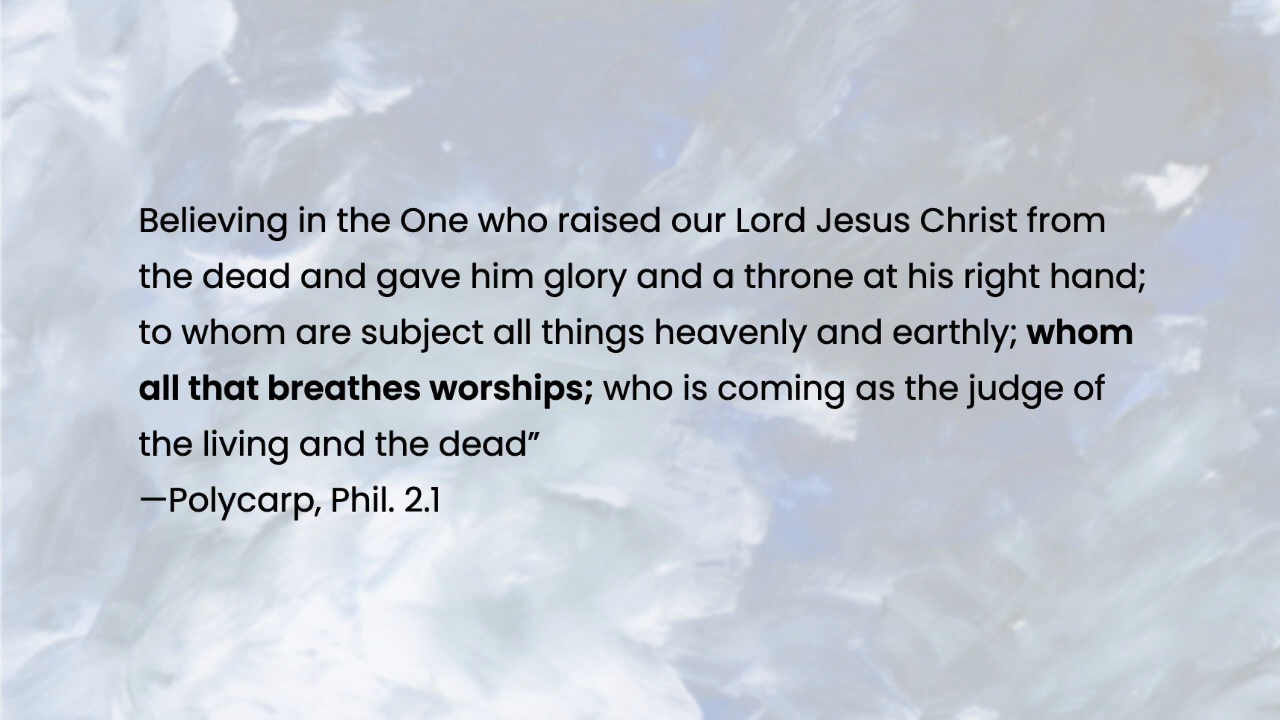 Believing in the One who raised our Lord Jesus Christ from
the dead and gave him glory and a throne at his right hand;
to whom are subject all things heavenly and earthly; whom
all that breathes worships; who is coming as the judge of
the living and the dead”
—Polycarp, Phil. 2.1